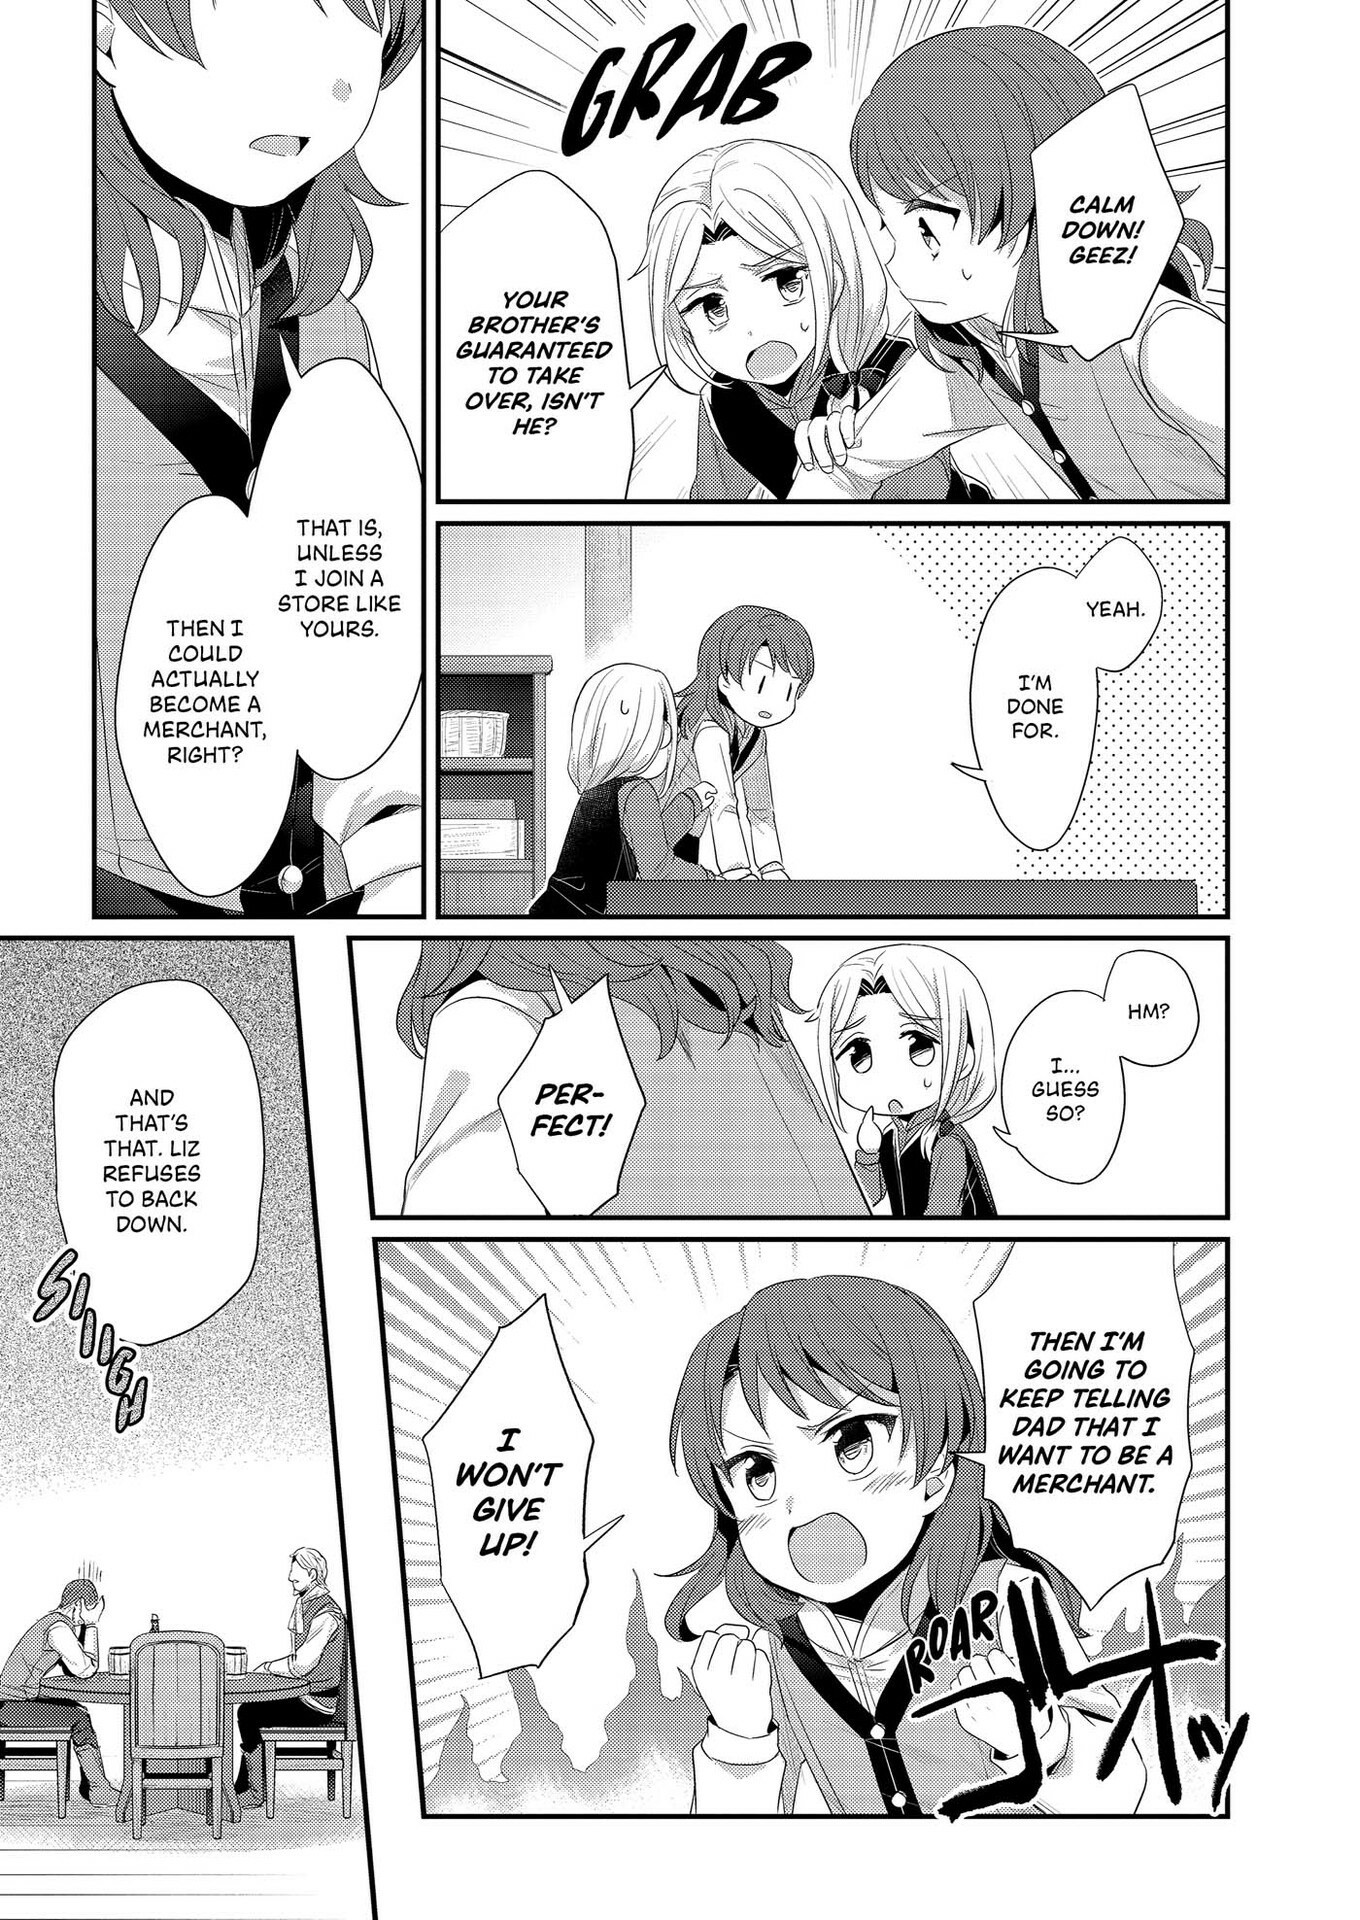 GRAB
CALM
DOWN!
GEEZ!
YOUR
BROTHER'S
GUARANTEED
TO TAKE
OVER, ISN'T
HE?
YEAH.
I'M
DONE
FOR.
THAT IS,
UNLESS
I JOIN A
STORE LIKE
YOURS.
THEN I
COULD
ACTUALLY
BECOME A
MERCHANT,
RIGHT?
HM?
I...
GUESS
SO?
PER-
FECT!
THEN I'M
GOING TO
KEEP TELLING
DAD THAT I
WANT TO BE A
MERCHANT.
I
WON'T
GIVE
UP!
ROAR
ゴオッ
AND
THAT'S
THAT. LIZ
REFUSES
TO BACK
DOWN.
SIIIIGH